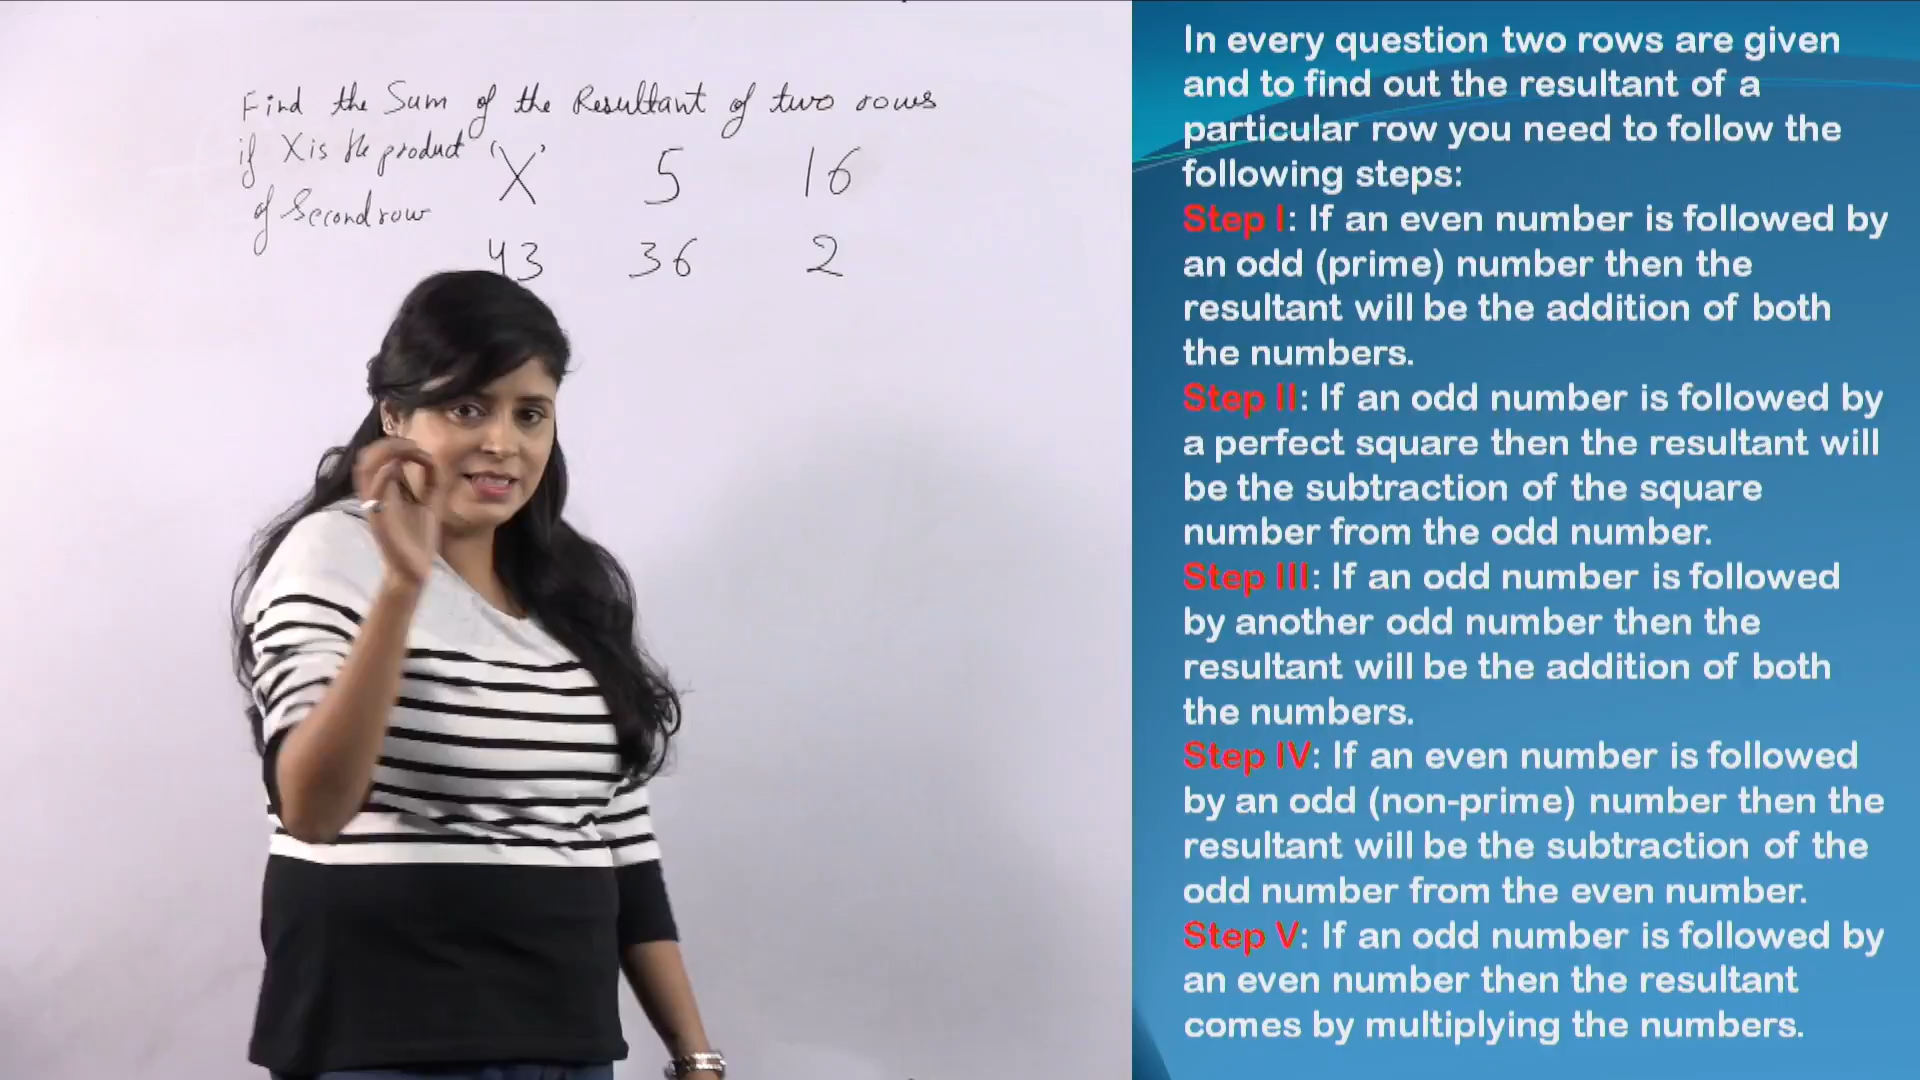 Find the Sum of the Resultant of two rows
if X is the product 'X' 5 16
of Second row
43 36 2
In every question two rows are given
and to find out the resultant of a
particular row you need to follow the
following steps:
Step I: If an even number is followed by
an odd (prime) number then the
resultant will be the addition of both
the numbers.
Step II: If an odd number is followed by
a perfect square then the resultant will
be the subtraction of the square
number from the odd number.
Step III: If an odd number is followed
by another odd number then the
resultant will be the addition of both
the numbers.
Step IV: If an even number is followed
by an odd (non-prime) number then the
resultant will be the subtraction of the
odd number from the even number.
Step V: If an odd number is followed by
an even number then the resultant
comes by multiplying the numbers.